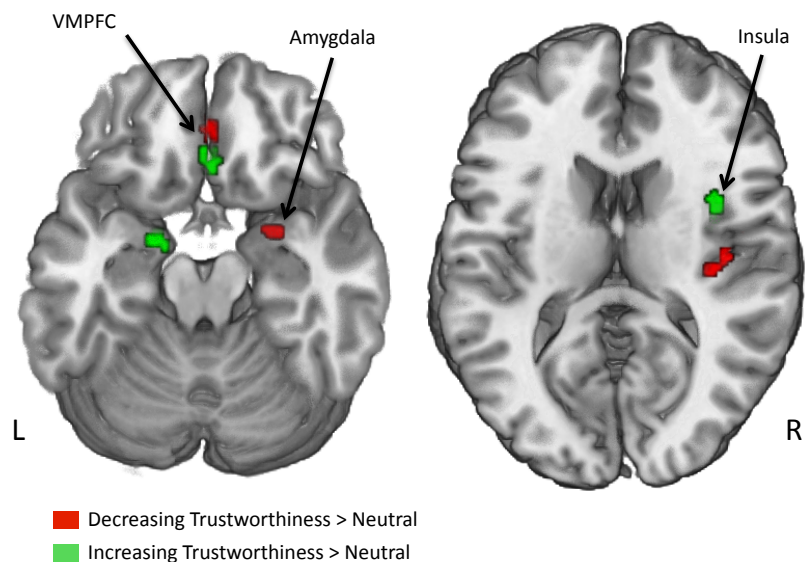 VMPFC
Amygdala
Insula
L
R
Decreasing Trustworthiness > Neutral
Increasing Trustworthiness > Neutral